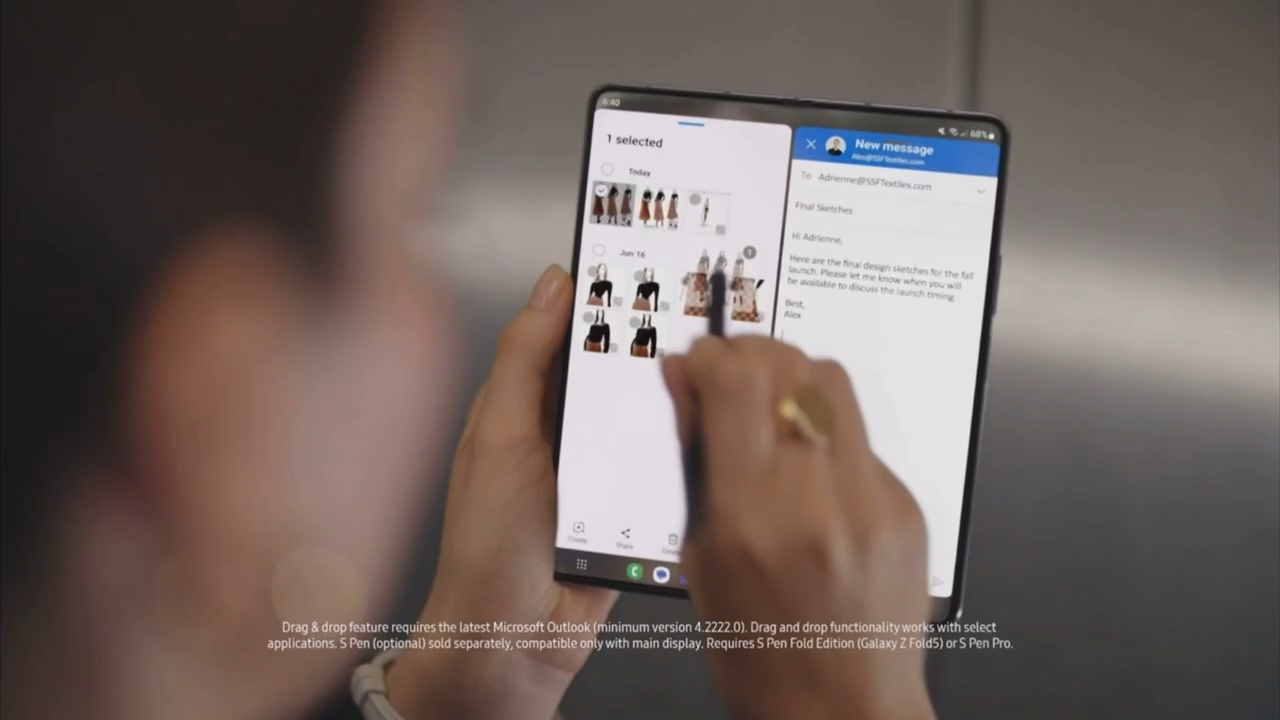 6:40
68%
1 selected
Today
Jun 16
1
Create
Share
New message
Alex@SSFTextiles.com
To Adrienne@SSFTextiles.com
Final Sketches
Hi Adrienne,
Here are the final design sketches for the fall
launch. Please let me know when you will
be available to discuss the launch timing.
Best,
Alex
Drag & drop feature requires the latest Microsoft Outlook (minimum version 4.2222.0). Drag and drop functionality works with select
applications. S Pen (optional) sold separately, compatible only with main display. Requires S Pen Fold Edition (Galaxy Z Fold5) or S Pen Pro.